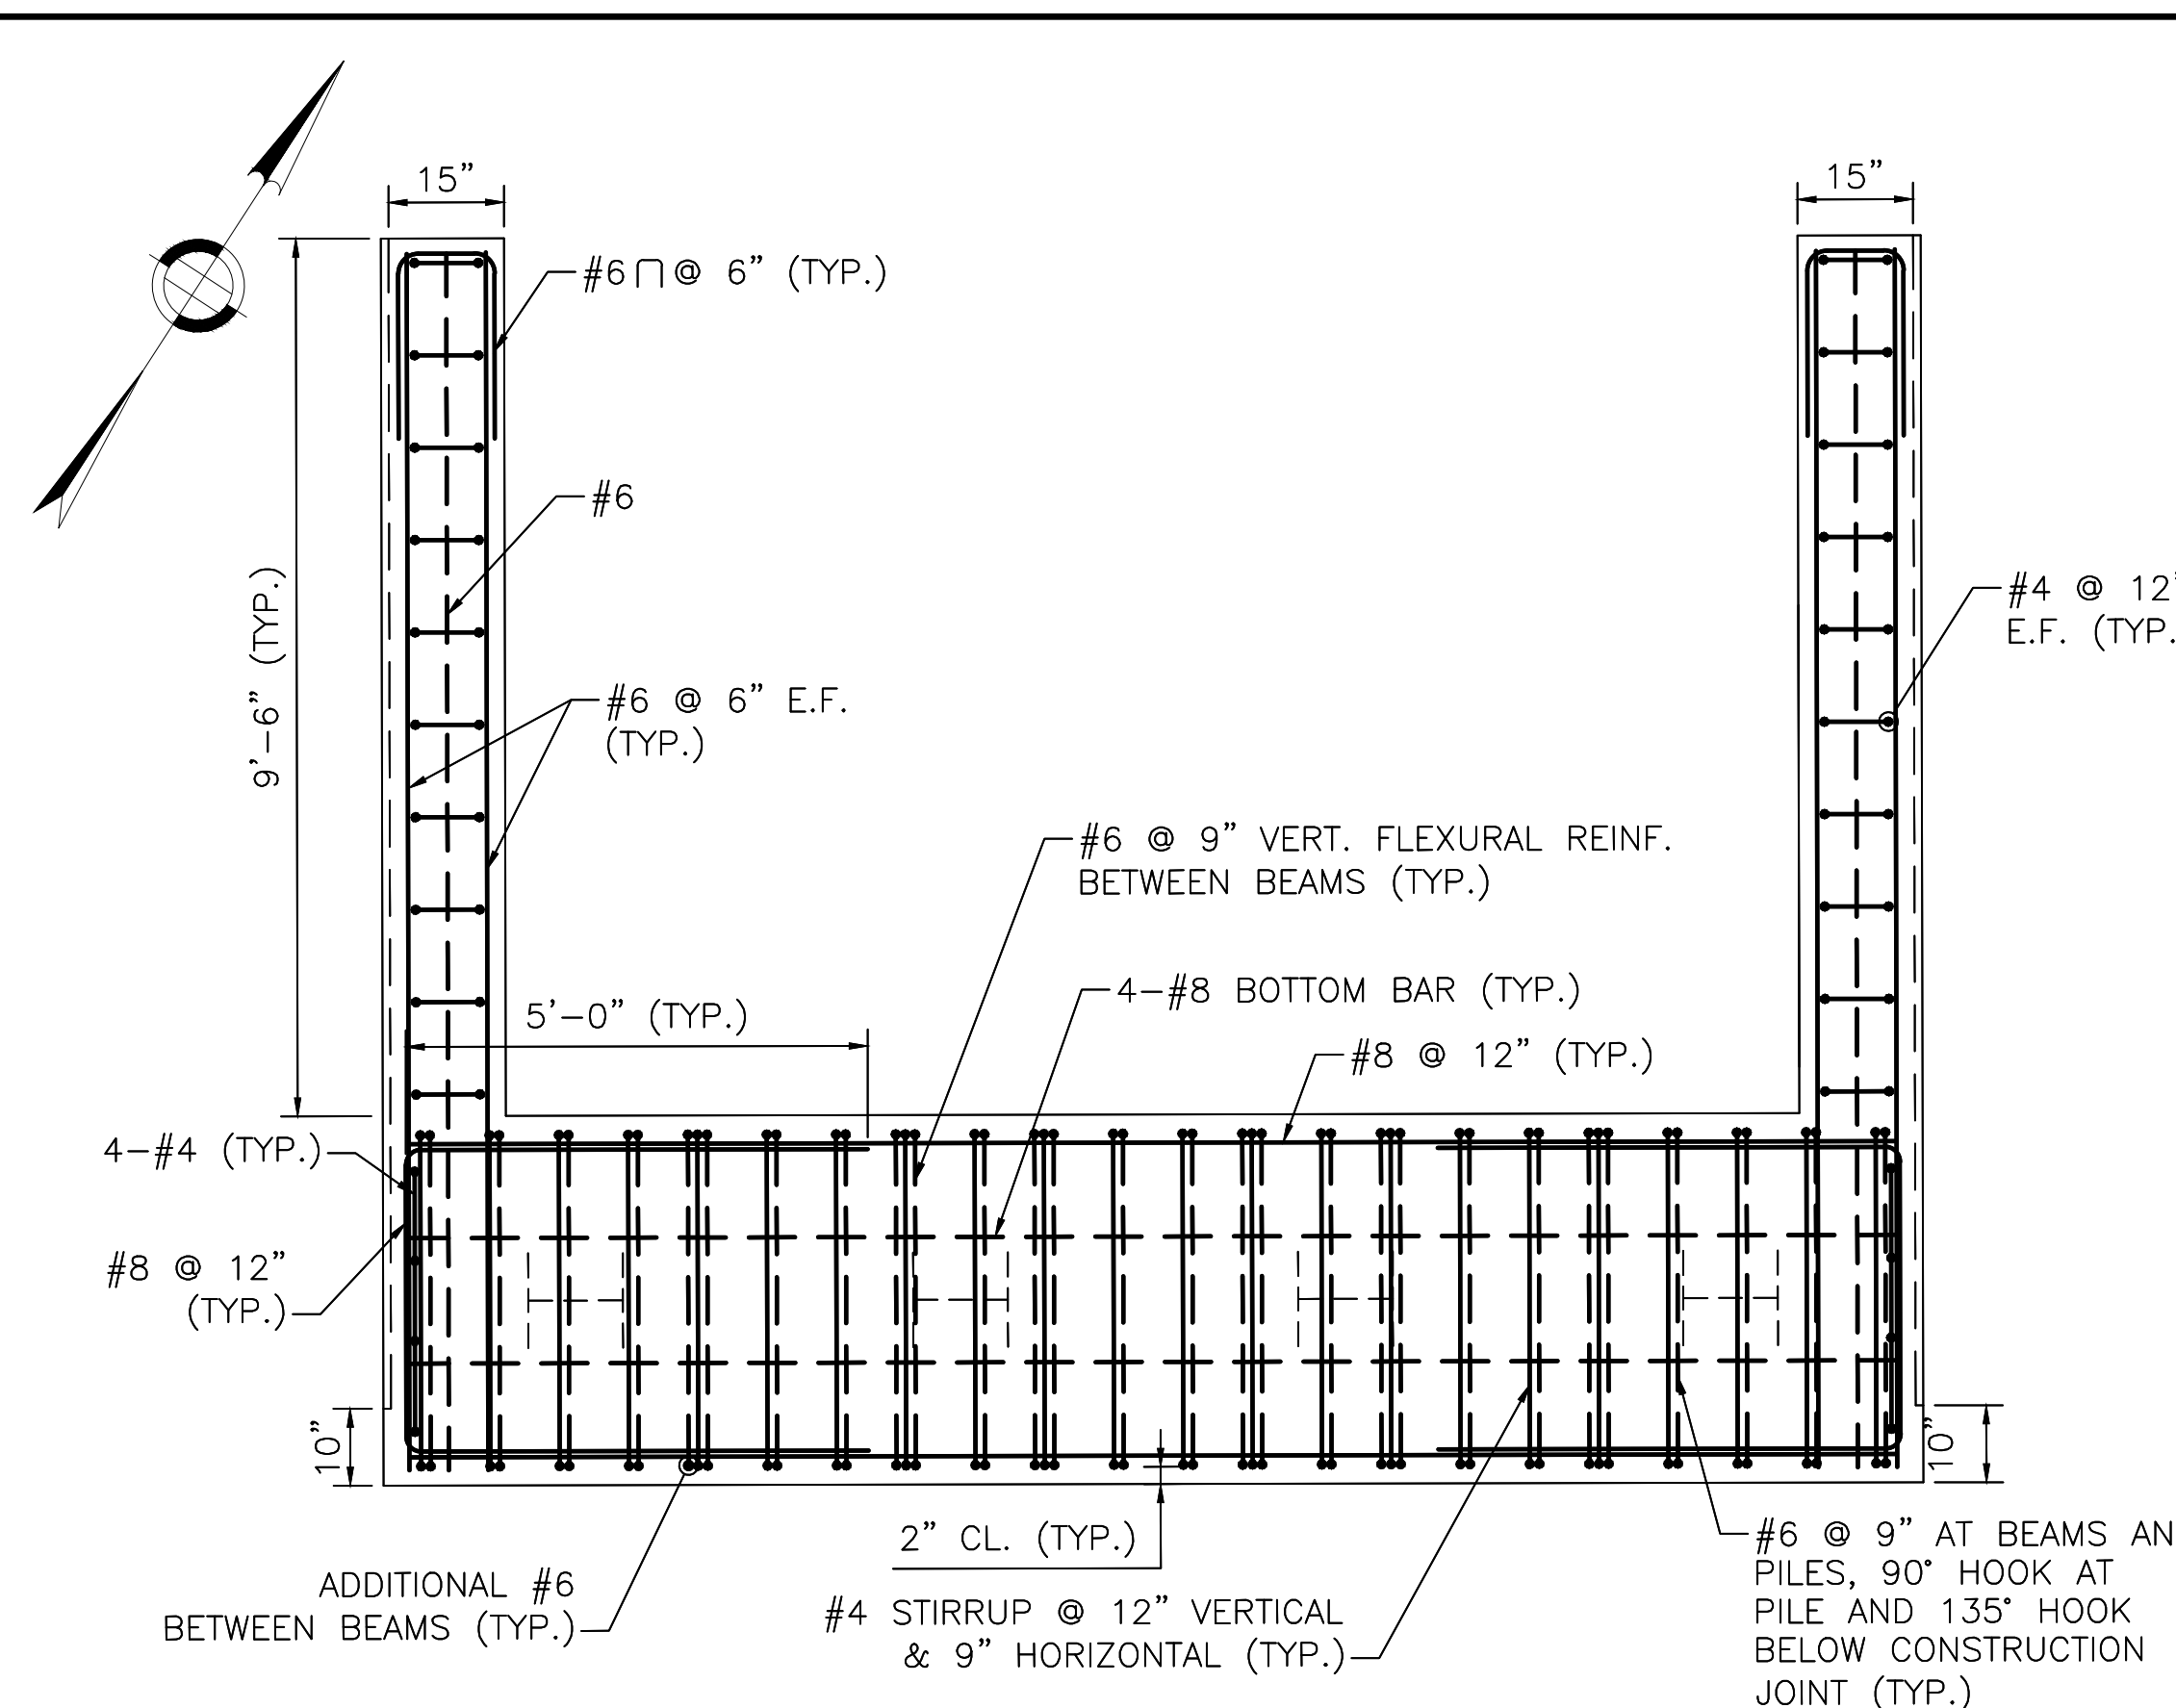 15”
15”
#6 @ 6” (TYP.)
#6
9’–6” (TYP.)
#4 @ 12”
E.F. (TYP.
#6 @ 6” E.F.
(TYP.)
#6 @ 9” VERT. FLEXURAL REINF.
BETWEEN BEAMS (TYP.)
4–#8 BOTTOM BAR (TYP.)
5’–0” (TYP.)
#8 @ 12” (TYP.)
4–#4 (TYP.)
#8 @ 12”
(TYP.)
10”
10”
2” CL. (TYP.)
ADDITIONAL #6
BETWEEN BEAMS (TYP.)
#4 STIRRUP @ 12” VERTICAL
& 9” HORIZONTAL (TYP.)
#6 @ 9” AT BEAMS AN
PILES, 90° HOOK AT
PILE AND 135° HOOK
BELOW CONSTRUCTION
JOINT (TYP.)